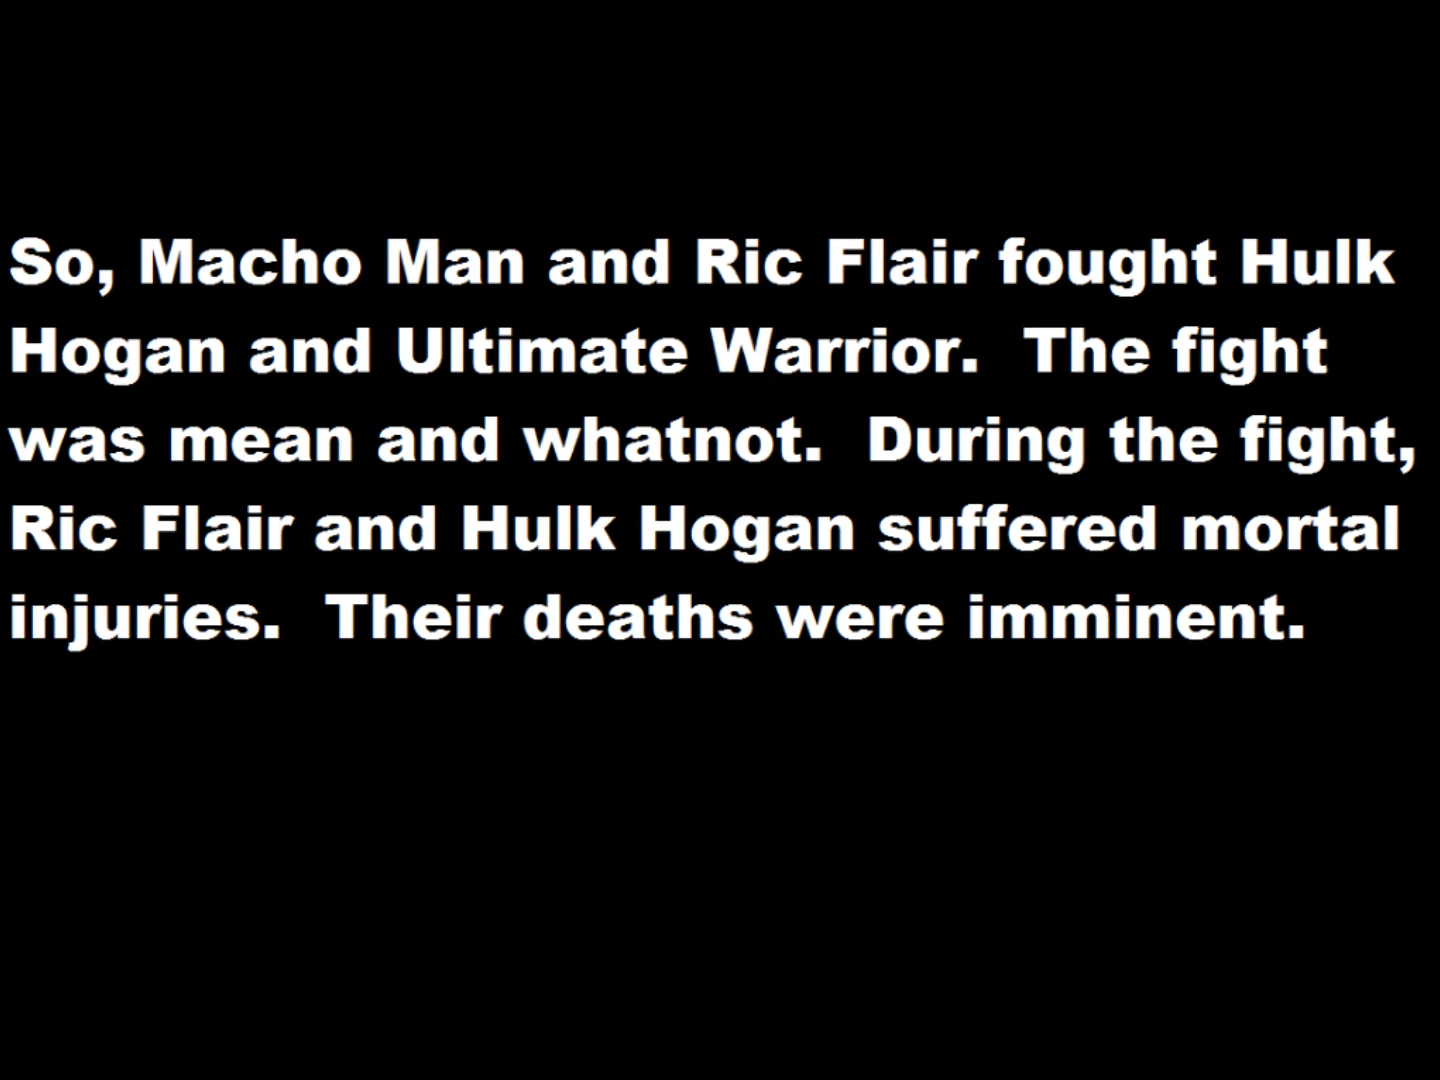 So, Macho Man and Ric Flair fought Hulk
Hogan and Ultimate Warrior.  The fight
was mean and whatnot.  During the fight,
Ric Flair and Hulk Hogan suffered mortal
injuries.  Their deaths were imminent.